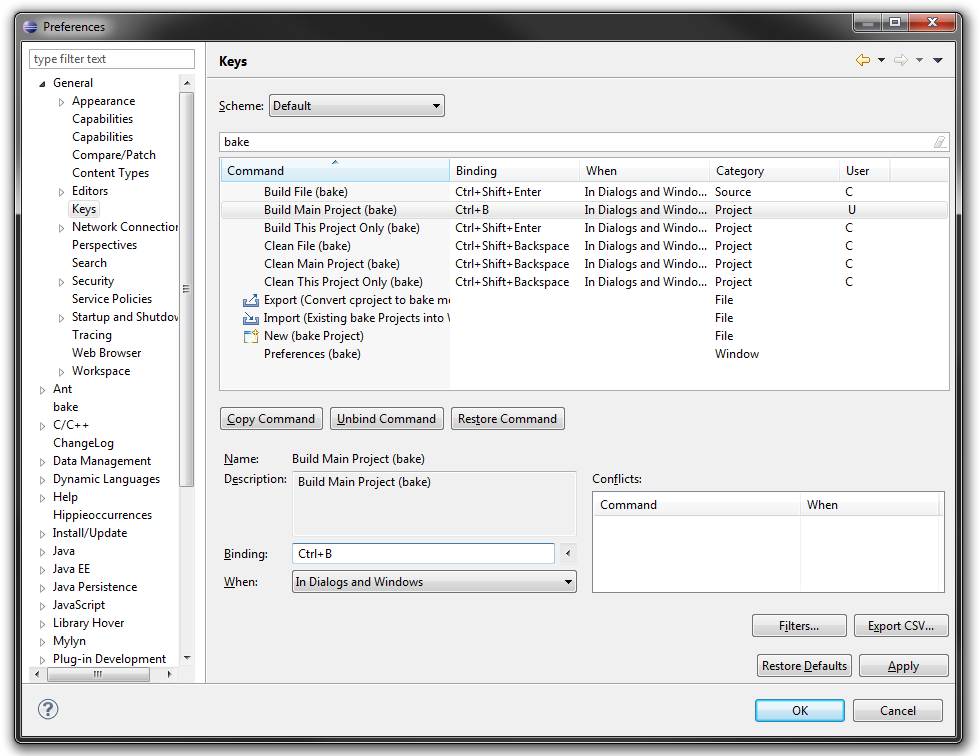 Preferences
type filter text
General
Appearance
Capabilities
Capabilities
Compare/Patch
Content Types
Editors
Keys
Network Connection
Perspectives
Search
Security
Service Policies
Startup and Shutdov
Tracing
Web Browser
Workspace
Ant
bake
C/C++
ChangeLog
Data Management
Dynamic Languages
Help
Hippieoccurrences
Install/Update
Java
Java EE
Java Persistence
JavaScript
Library Hover
Mylyn
Plug-in Development
Keys
Scheme: Default
bake
Command Binding When Category User
Build File (bake) Ctrl+Shift+Enter In Dialogs and Windo... Source C
Build Main Project (bake) Ctrl+B In Dialogs and Windo... Project U
Build This Project Only (bake) Ctrl+Shift+Enter In Dialogs and Windo... Project C
Clean File (bake) Ctrl+Shift+Backspace In Dialogs and Windo... Project C
Clean Main Project (bake) Ctrl+Shift+Backspace In Dialogs and Windo... Project C
Clean This Project Only (bake) Ctrl+Shift+Backspace In Dialogs and Windo... Project C
Export (Convert cproject to bake me File
Import (Existing bake Projects into W File
New (bake Project) File
Preferences (bake) Window
Copy Command Unbind Command Restore Command
Name: Build Main Project (bake)
Description: Build Main Project (bake)
Binding: Ctrl+B
When: In Dialogs and Windows
Conflicts:
Command When
Filters... Export CSV...
Restore Defaults Apply
OK Cancel